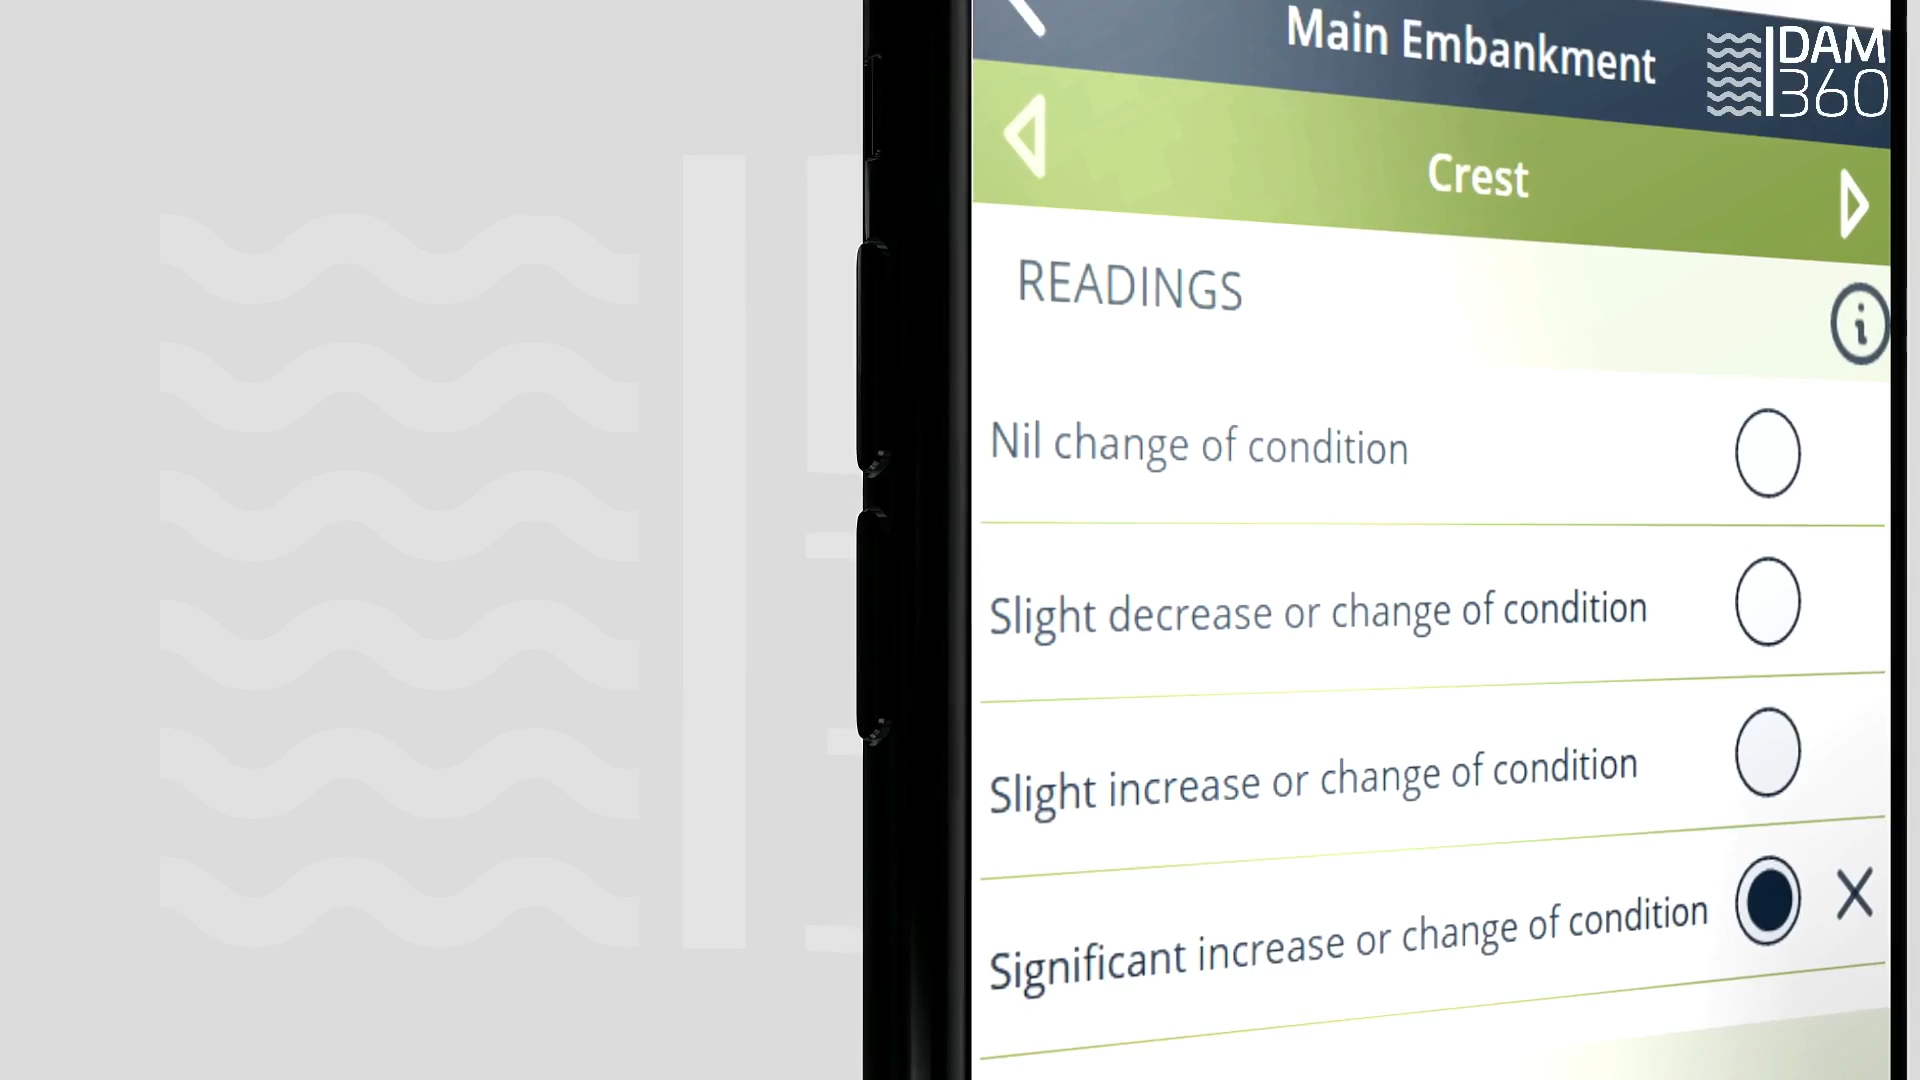 Main Embankment
DAM
360
Crest
READINGS
i
Nil change of condition
Slight decrease or change of condition
Slight increase or change of condition
Significant increase or change of condition